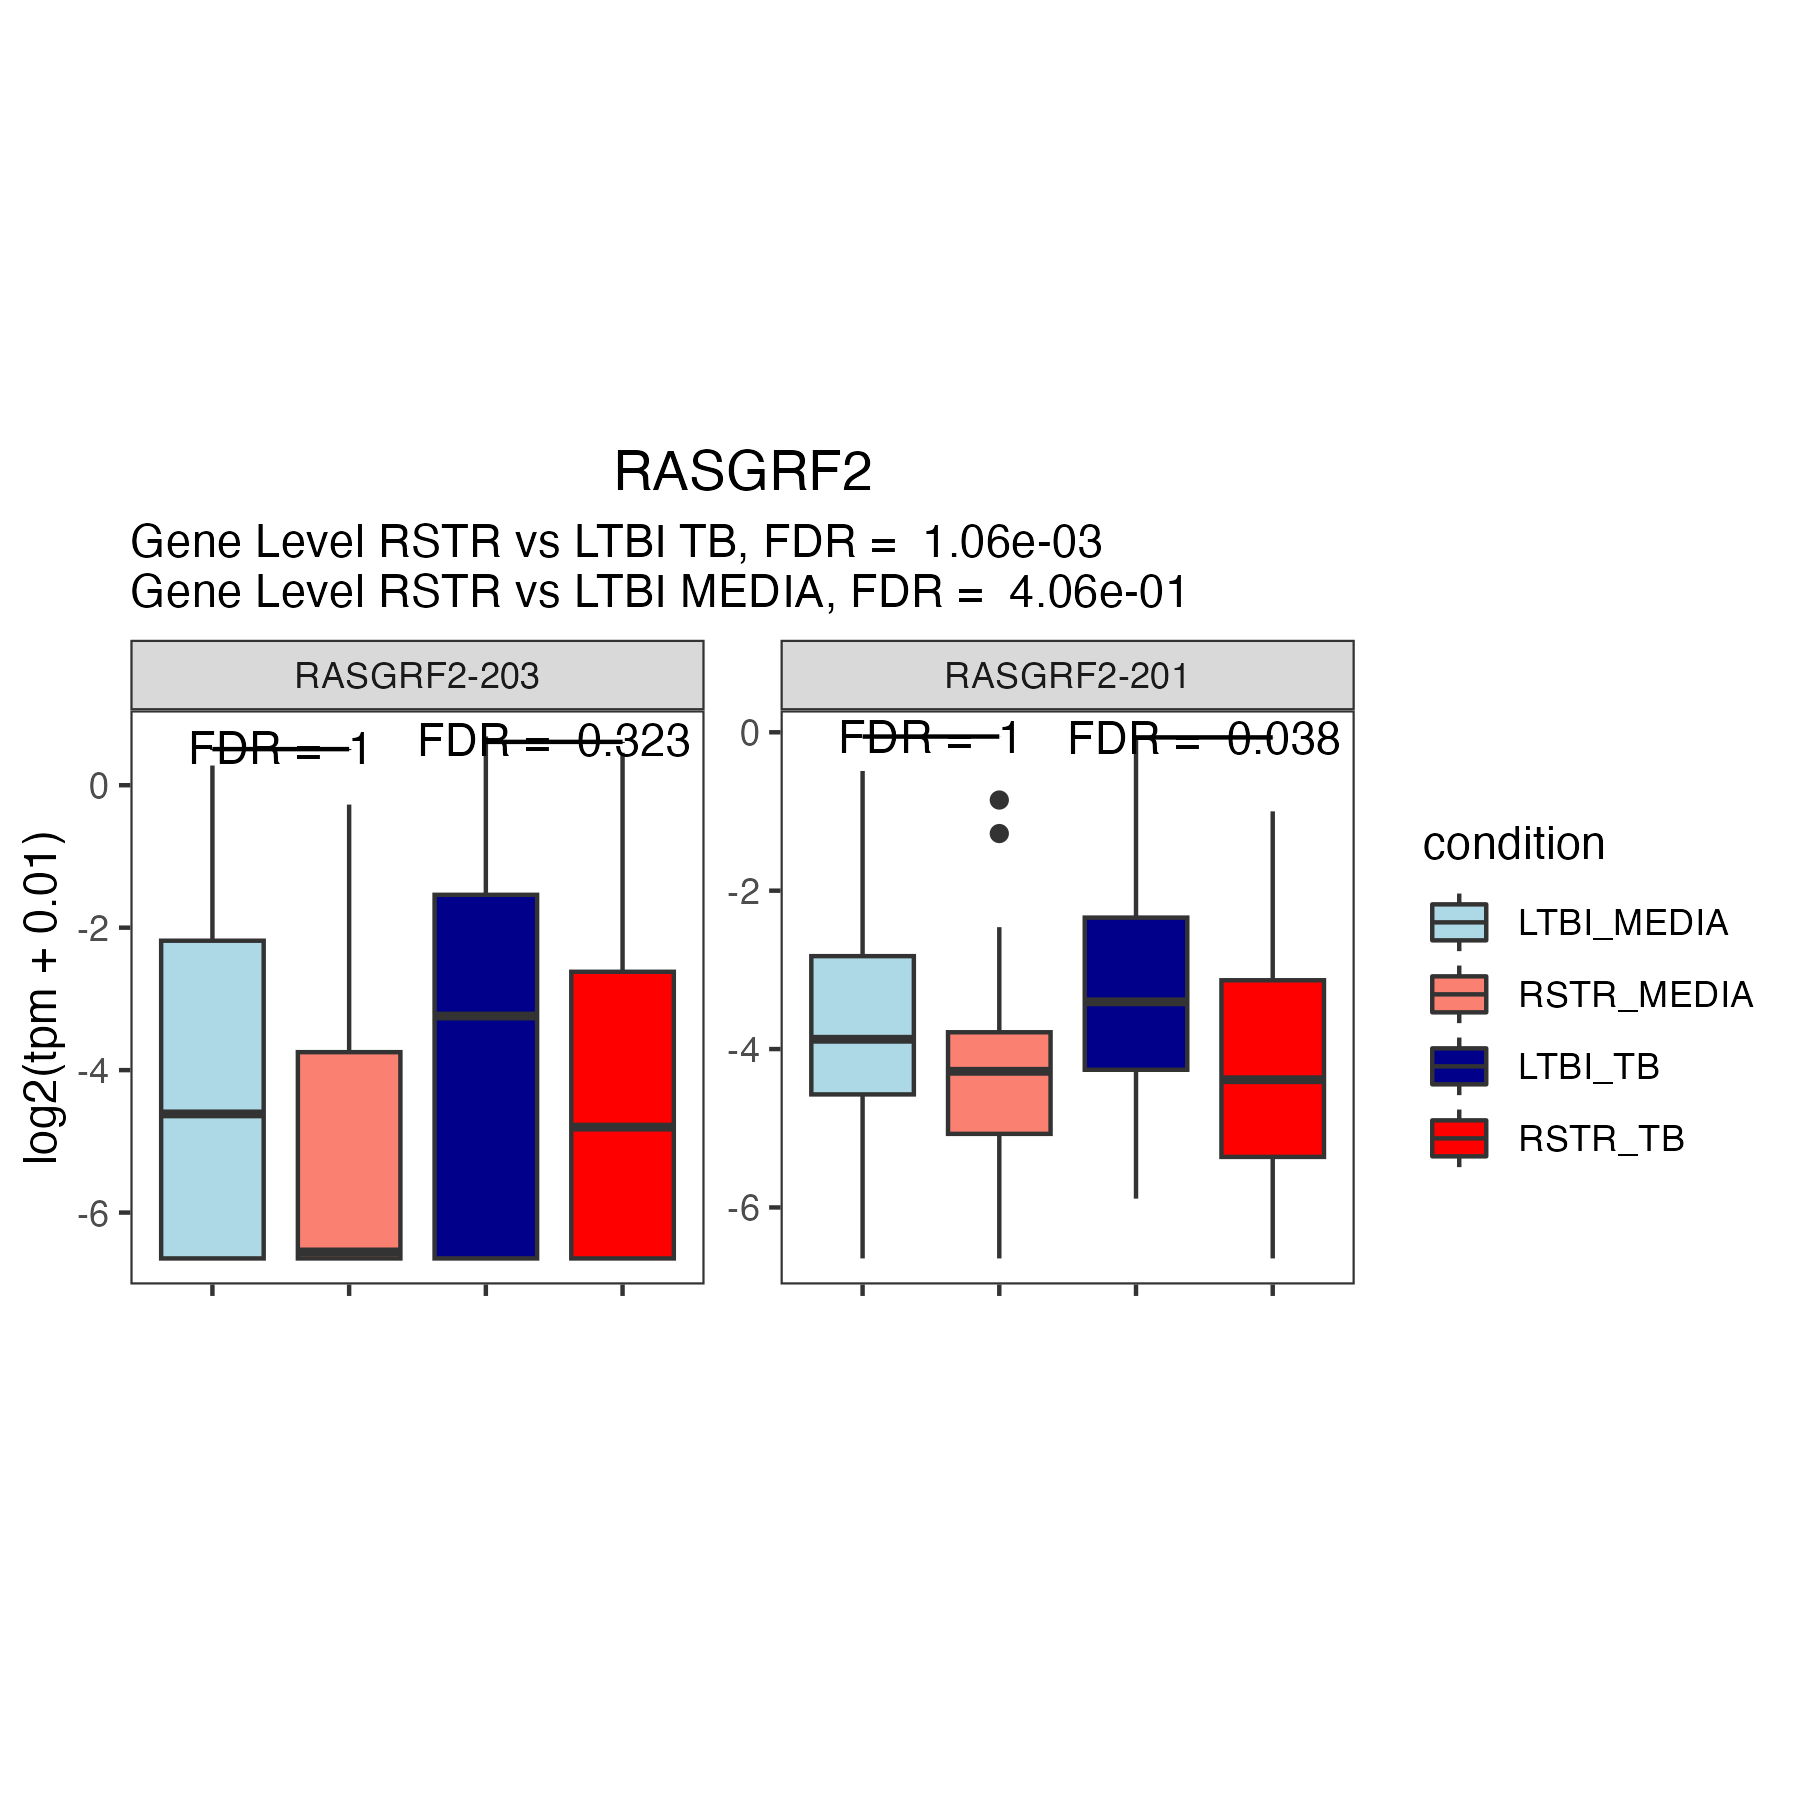 RASGRF2
Gene Level RSTR vs LTBI TB, FDR =  1.06e-03
Gene Level RSTR vs LTBI MEDIA, FDR =  4.06e-01
RASGRF2-203
FDR =  1
FDR =  0.323
0
-2
-4
-6
log2(tpm + 0.01)
RASGRF2-201
FDR =  1
FDR =  0.038
0
-2
-4
-6
condition
LTBI_MEDIA
RSTR_MEDIA
LTBI_TB
RSTR_TB